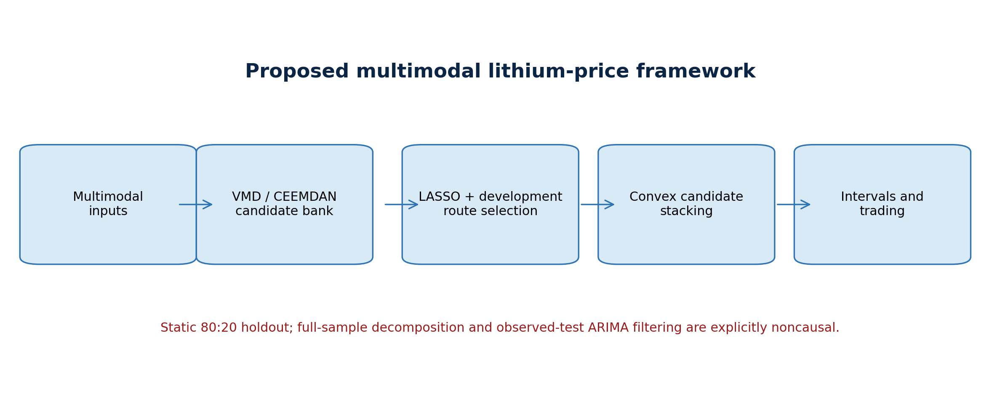 Proposed multimodal lithium-price framework
Multimodal
inputs
VMD / CEEMDAN
candidate bank
LASSO + development
route selection
Convex candidate
stacking
Intervals and
trading
Static 80:20 holdout; full-sample decomposition and observed-test ARIMA filtering are explicitly noncausal.